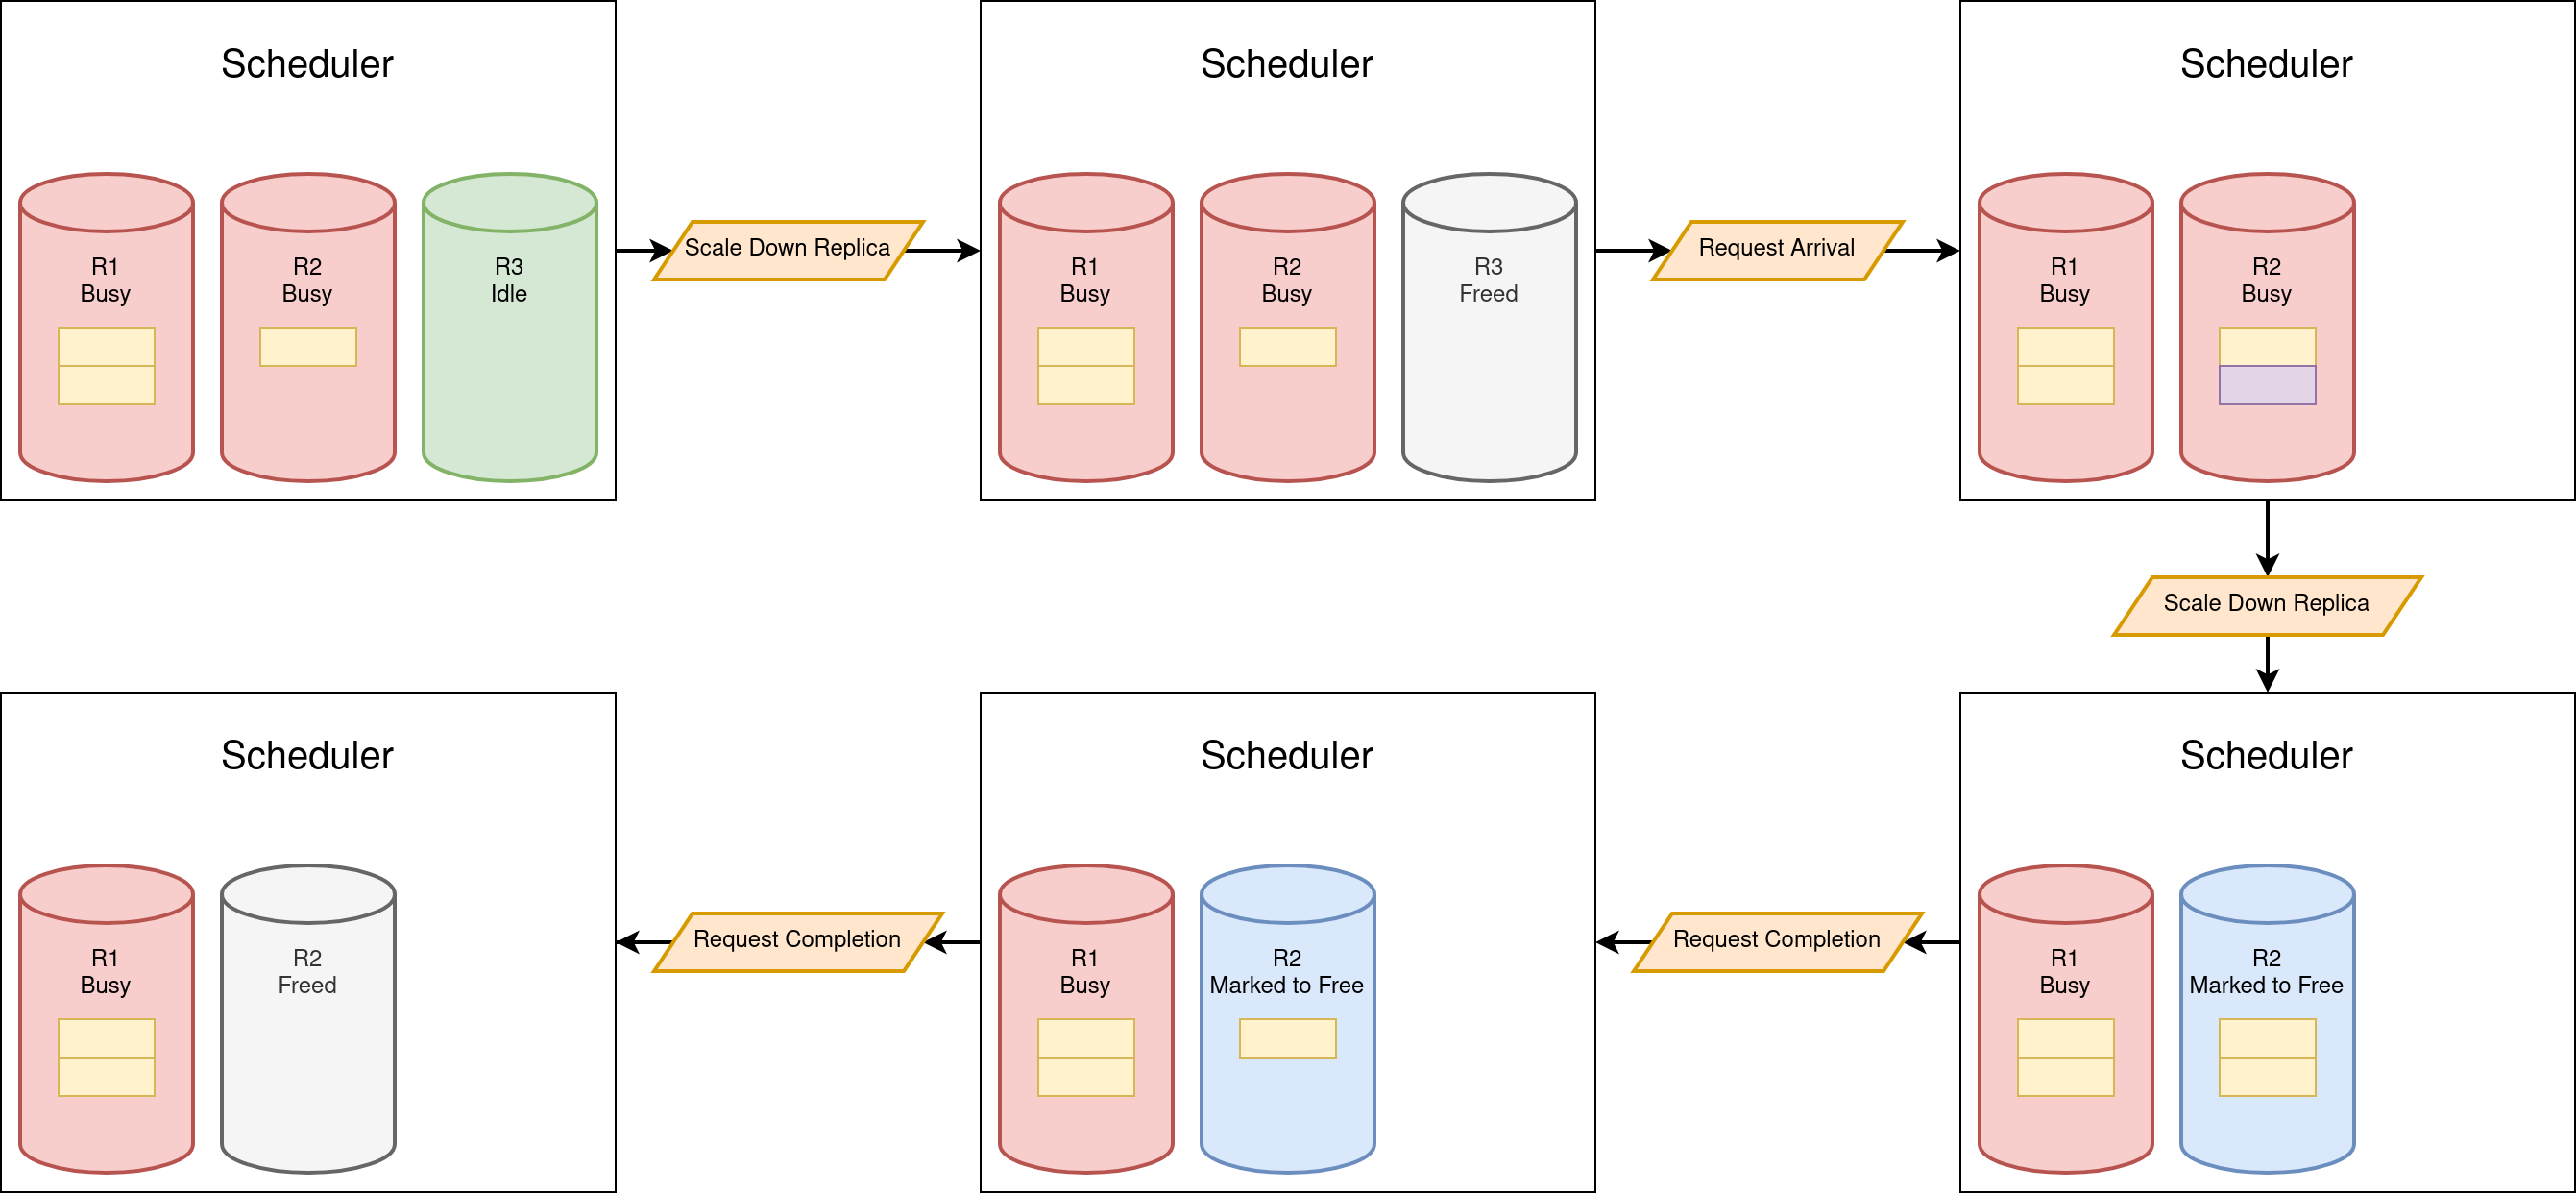 Scheduler
R1
Busy
R2
Busy
R3
Idle
Scale Down Replica
Scheduler
R1
Busy
R2
Busy
R3
Freed
Request Arrival
Scheduler
R1
Busy
R2
Busy
Scale Down Replica
Scheduler
R1
Busy
R2
Marked to Free
Request Completion
Scheduler
R1
Busy
R2
Marked to Free
Request Completion
Scheduler
R1
Busy
R2
Freed